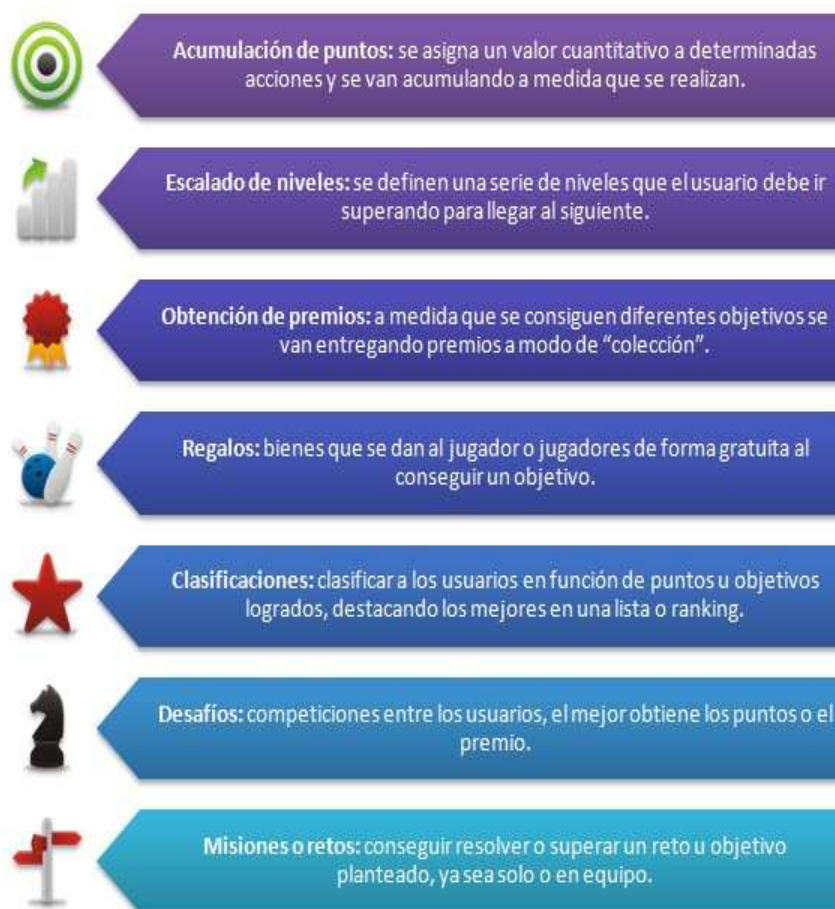 Acumulación de puntos: se asigna un valor cuantitativo a determinadas
acciones y se van acumulando a medida que se realizan.
Escalado de niveles: se definen una serie de niveles que el usuario debe ir
superando para llegar al siguiente.
Obtención de premios: a medida que se consiguen diferentes objetivos se
van entregando premios a modo de “colección”.
Regalos: bienes que se dan al jugador o jugadores de forma gratuita al
conseguir un objetivo.
Clasificaciones: clasificar a los usuarios en función de puntos u objetivos
logrados, destacando los mejores en una lista o ranking.
Desafíos: competiciones entre los usuarios, el mejor obtiene los puntos o el
premio.
Misiones o retos: conseguir resolver o superar un reto u objetivo
planteado, ya sea solo o en equipo.